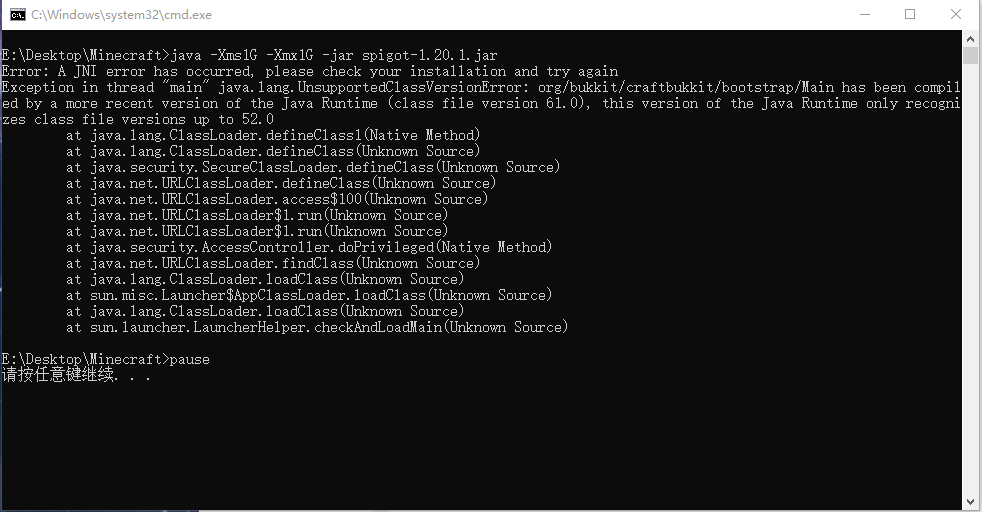 C:\Windows\system32\cmd.exe
E:\Desktop\Minecraft>java -Xms1G -Xmx1G -jar spigot-1.20.1.jar
Error: A JNI error has occurred, please check your installation and try again
Exception in thread "main" java.lang.UnsupportedClassVersionError: org/bukkit/craftbukkit/bootstrap/Main has been compil
ed by a more recent version of the Java Runtime (class file version 61.0), this version of the Java Runtime only recogni
zes class file versions up to 52.0
at java.lang.ClassLoader.defineClass1(Native Method)
at java.lang.ClassLoader.defineClass(Unknown Source)
at java.security.SecureClassLoader.defineClass(Unknown Source)
at java.net.URLClassLoader.defineClass(Unknown Source)
at java.net.URLClassLoader.access$100(Unknown Source)
at java.net.URLClassLoader$1.run(Unknown Source)
at java.net.URLClassLoader$1.run(Unknown Source)
at java.security.AccessController.doPrivileged(Native Method)
at java.net.URLClassLoader.findClass(Unknown Source)
at java.lang.ClassLoader.loadClass(Unknown Source)
at sun.misc.Launcher$AppClassLoader.loadClass(Unknown Source)
at java.lang.ClassLoader.loadClass(Unknown Source)
at sun.launcher.LauncherHelper.checkAndLoadMain(Unknown Source)
E:\Desktop\Minecraft>pause
请按任意键继续. . .